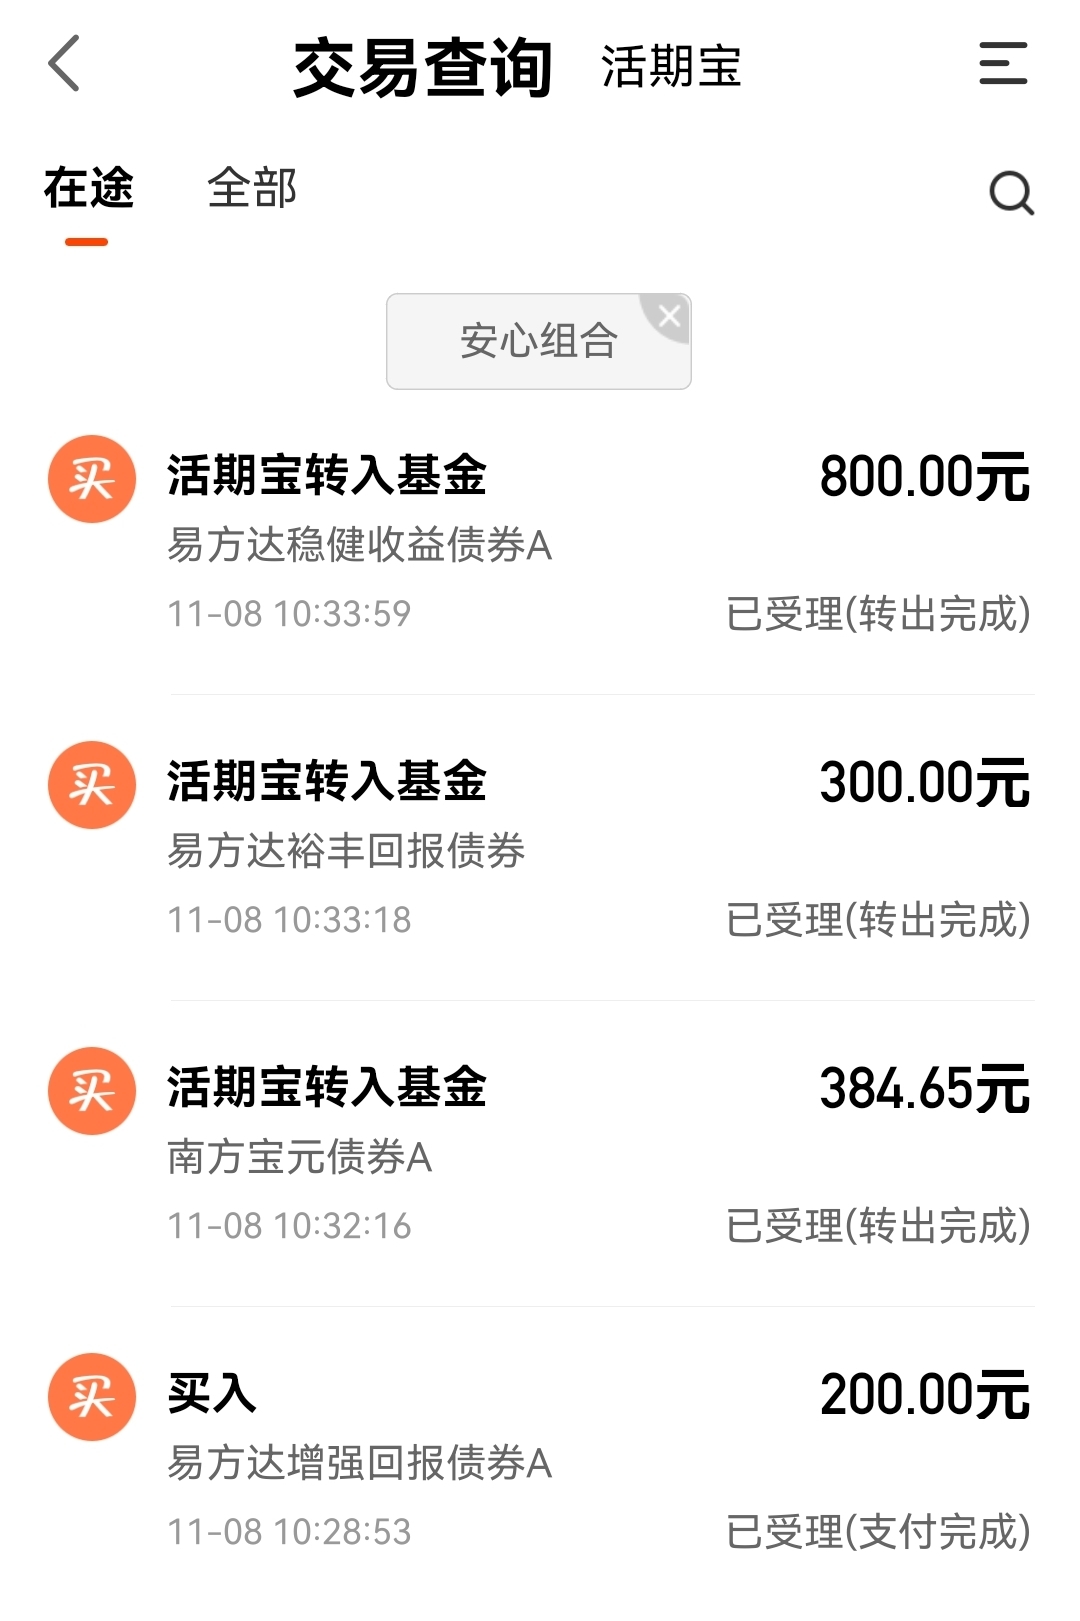 交易查询 活期宝
在途 全部
安心组合
买 活期宝转入基金 800.00元
易方达稳健收益债券A
11-08 10:33:59 已受理(转出完成)
买 活期宝转入基金 300.00元
易方达裕丰回报债券
11-08 10:33:18 已受理(转出完成)
买 活期宝转入基金 384.65元
南方宝元债券A
11-08 10:32:16 已受理(转出完成)
买 买入 200.00元
易方达增强回报债券A
11-08 10:28:53 已受理(支付完成)